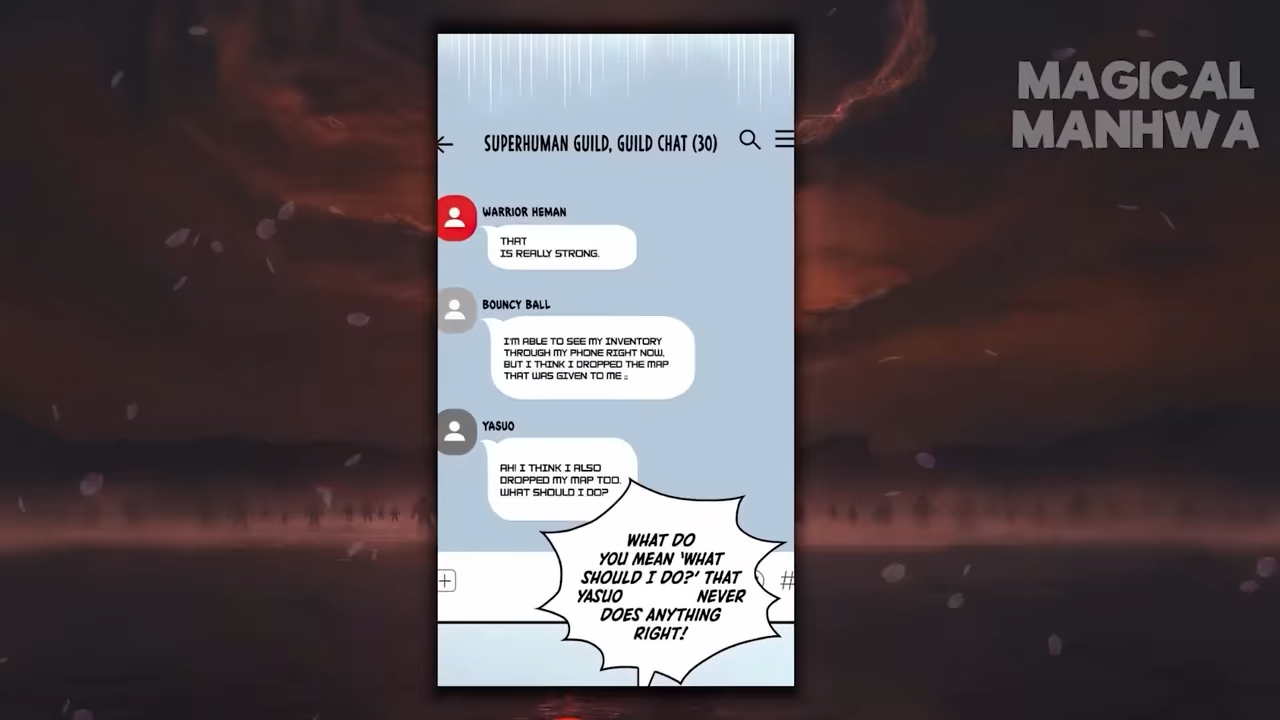 MAGICAL
MANHWA
SUPERHUMAN GUILD, GUILD CHAT (30)
WARRIOR HEMAN
THAT
IS REALLY STRONG.
BOUNCY BALL
I'M ABLE TO SEE MY INVENTORY
THROUGH MY PHONE RIGHT NOW,
BUT I THINK I DROPPED THE MAP
THAT WAS GIVEN TO ME ;;
YASUO
AH! I THINK I ALSO
DROPPED MY MAP TOO.
WHAT SHOULD I DO?
WHAT DO
YOU MEAN 'WHAT
SHOULD I DO?' THAT
YASUO NEVER
DOES ANYTHING
RIGHT!
#